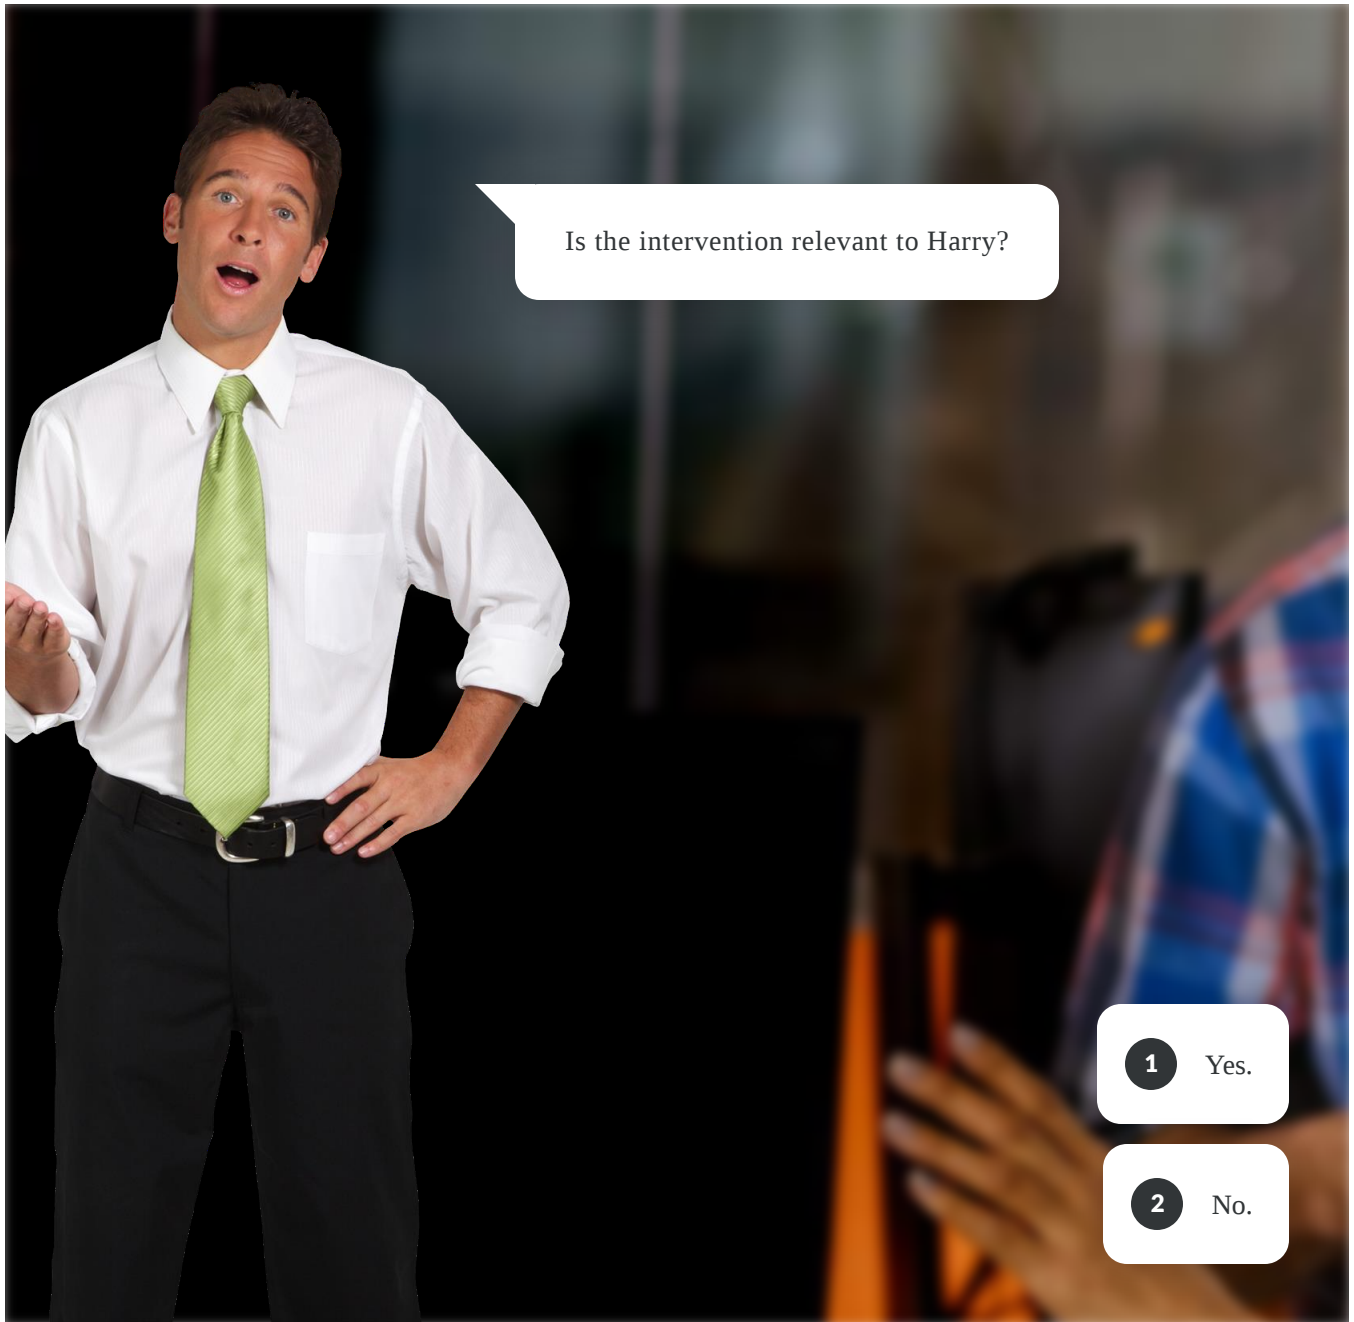 Is the intervention relevant to Harry?
1 Yes.
2 No.